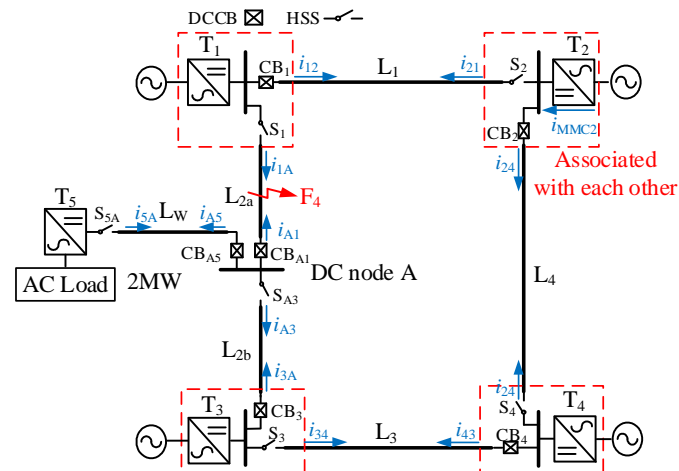 DCCB HSS
T1
CB1
i12
L1
i21
S2
T2
S1
CB2
iMMC2
i1A
i24
Associated
with each other
L2a
F4
T5
S5A
i5A
LW
iA5
iA1
CBA5
CBA1
DC node A
AC Load
2MW
SA3
L4
iA3
L2b
i3A
i24
T3
CB3
S4
T4
S3
i34
L3
i43
CB4